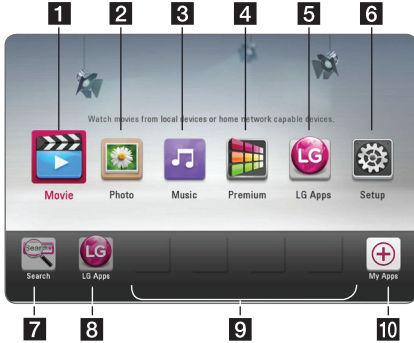 1 2 3 4 5 6
Watch movies from local devices or home network capable devices.
LG
Movie Photo Music Premium LG Apps Setup
Search LG
Search LG Apps My Apps
7 8 9 10